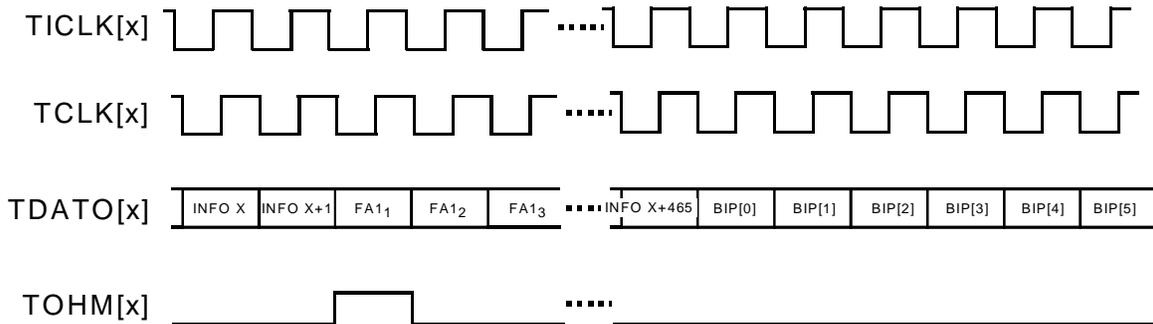 TICLK[x]
TCLK[x]
TDATO[x] INFO X INFO X+1 FA1₁ FA1₂ FA1₃ INFO X+465 BIP[0] BIP[1] BIP[2] BIP[3] BIP[4] BIP[5]
TOHM[x]